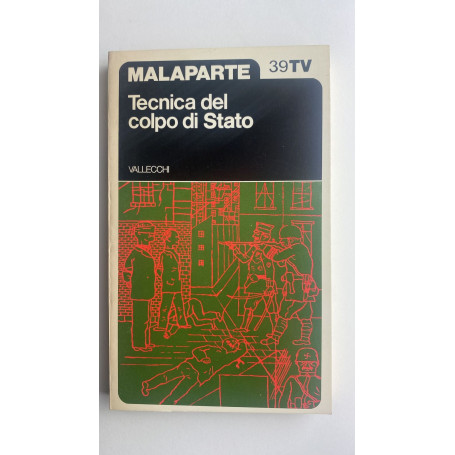 MALAPARTE
39TV
Tecnica del
colpo di Stato
VALLECCHI